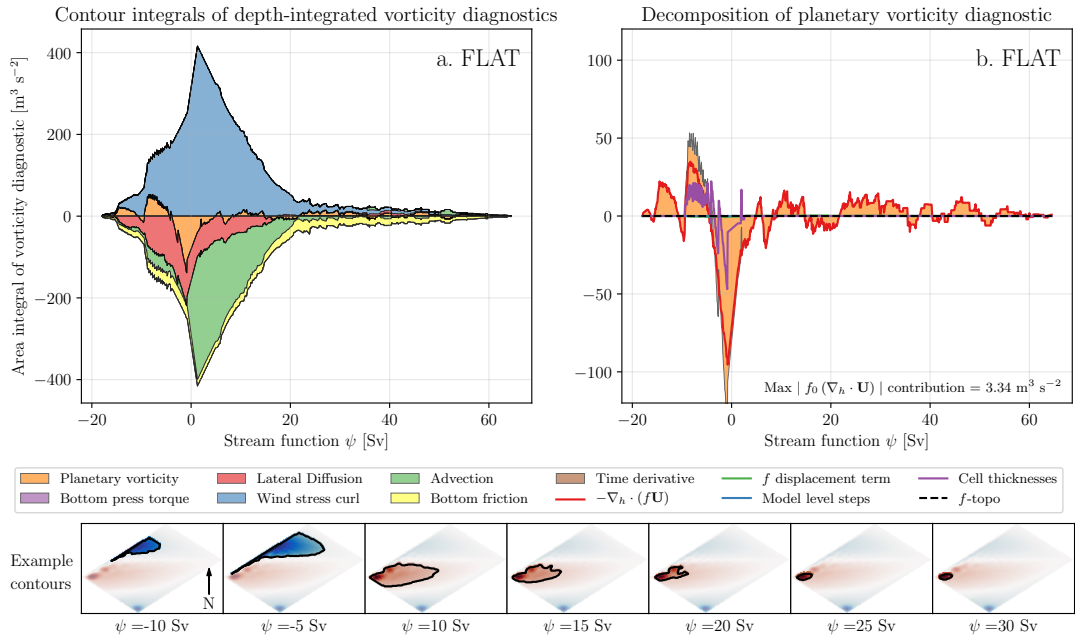 Contour integrals of depth-integrated vorticity diagnostics
Decomposition of planetary vorticity diagnostic
a. FLAT
b. FLAT
Area integral of vorticity diagnostic [m³ s⁻²]
400
200
0
−200
−400
−20
0
20
40
60
Stream function ψ [Sv]
100
50
0
−50
−100
Max | f₀ (∇ₕ · U) | contribution = 3.34 m³ s⁻²
−20
0
20
40
60
Stream function ψ [Sv]
Planetary vorticity
Lateral Diffusion
Advection
Time derivative
f displacement term
Cell thicknesses
Bottom press torque
Wind stress curl
Bottom friction
−∇ₕ · (fU)
Model level steps
f-topo
Example
contours
N
ψ =-10 Sv
ψ =-5 Sv
ψ =10 Sv
ψ =15 Sv
ψ =20 Sv
ψ =25 Sv
ψ =30 Sv